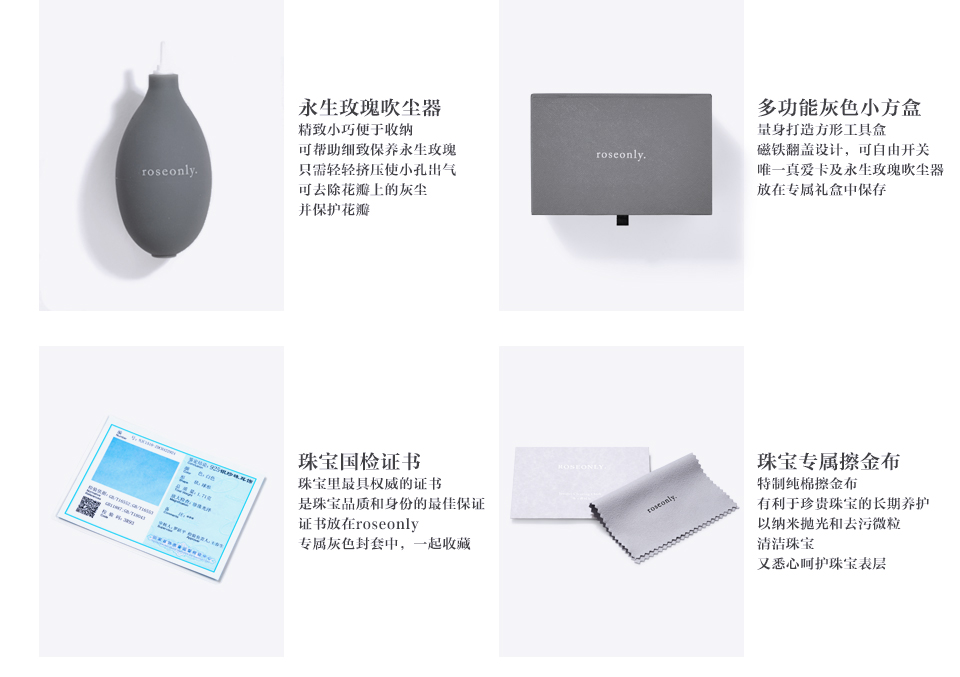 roseonly.
永生玫瑰吹尘器
精致小巧便于收纳
可帮助细致保养永生玫瑰
只需轻轻挤压使小孔出气
可去除花瓣上的灰尘
并保护花瓣
roseonly.
多功能灰色小方盒
量身打造方形工具盒
磁铁翻盖设计，可自由开关
唯一真爱卡及永生玫瑰吹尘器
放在专属礼盒中保存
珠宝国检证书
珠宝里最具权威的证书
是珠宝品质和身份的最佳保证
证书放在roseonly
专属灰色封套中，一起收藏
ROSEONLY
roseonly.
珠宝专属擦金布
特制纯棉擦金布
有利于珍贵珠宝的长期养护
以纳米抛光和去污微粒
清洁珠宝
又悉心呵护珠宝表层